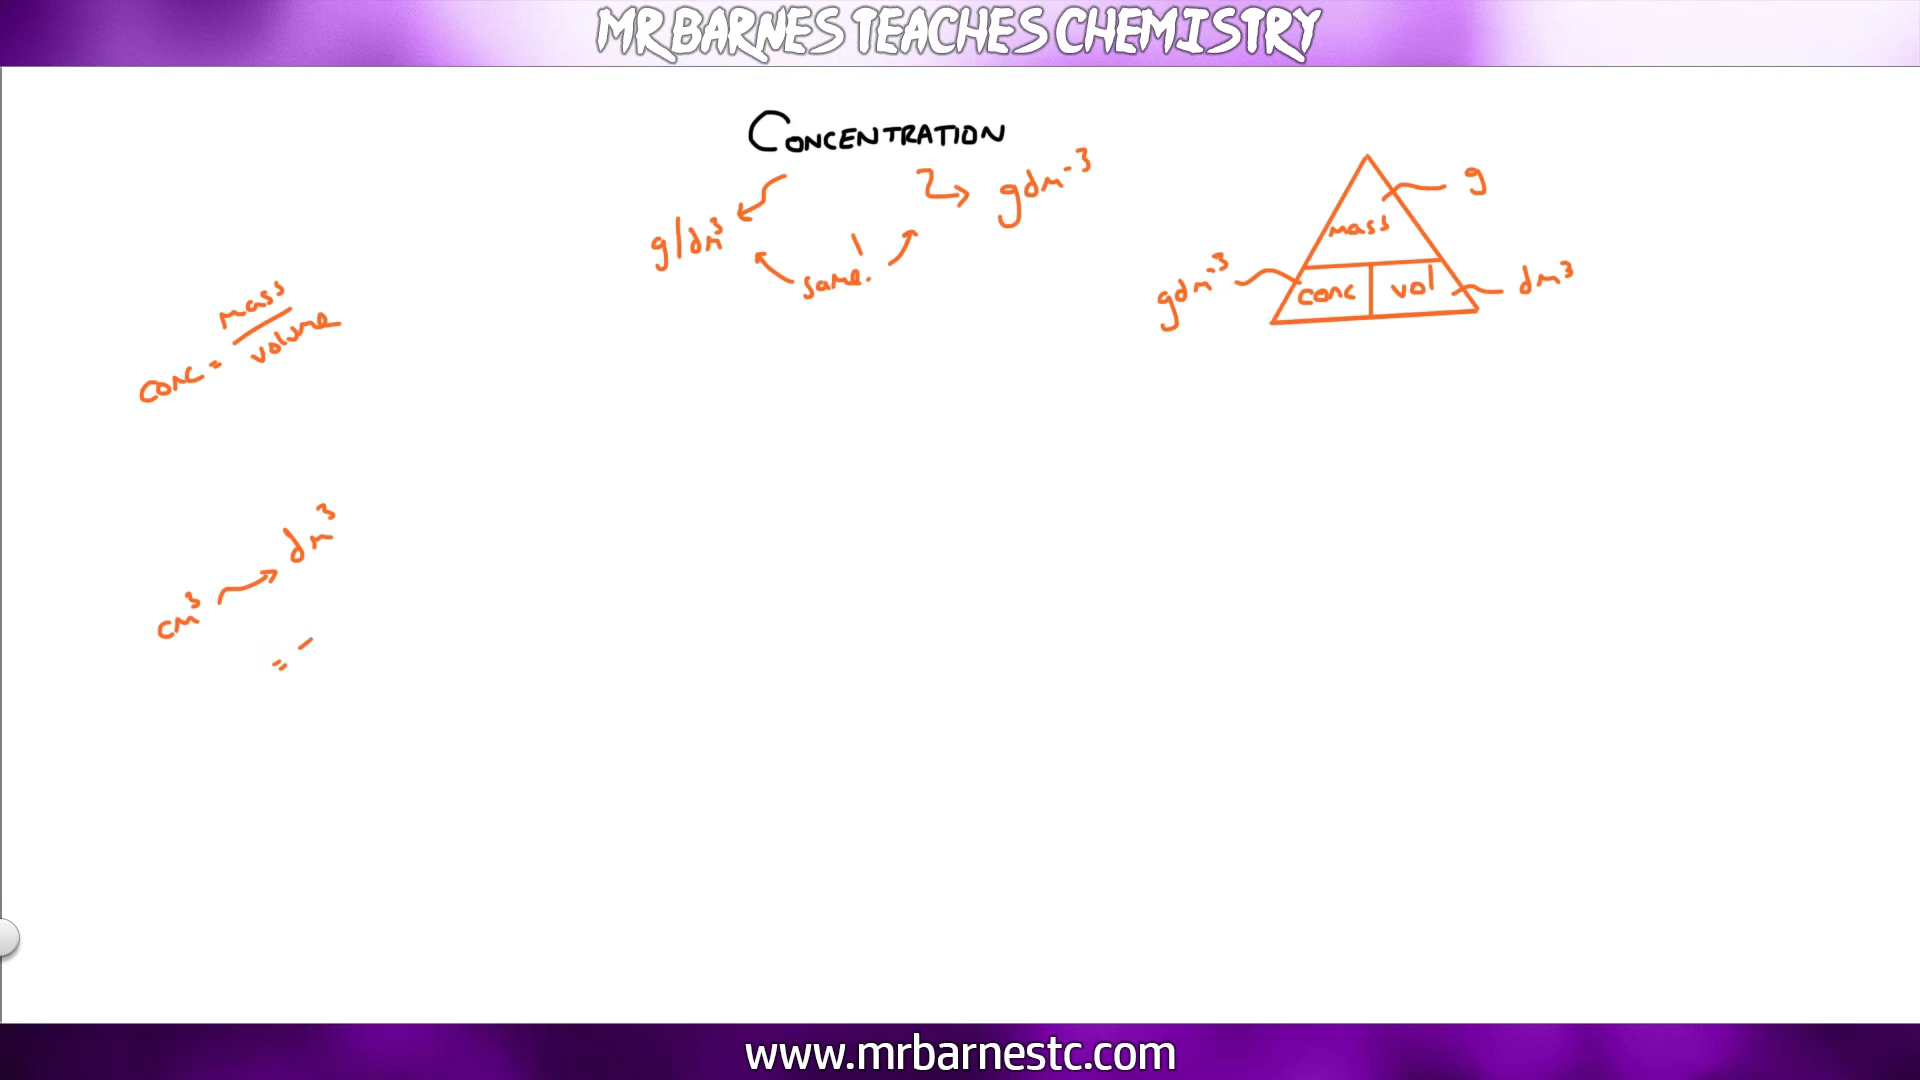 MR BARNES TEACHES CHEMISTRY
CONCENTRATION
g/dm³
gdm⁻³
same!
mass
conc
vol
g
gdm⁻³
dm³
conc = mass
volume
cm³
dm³
=
www.mrbarnestc.com